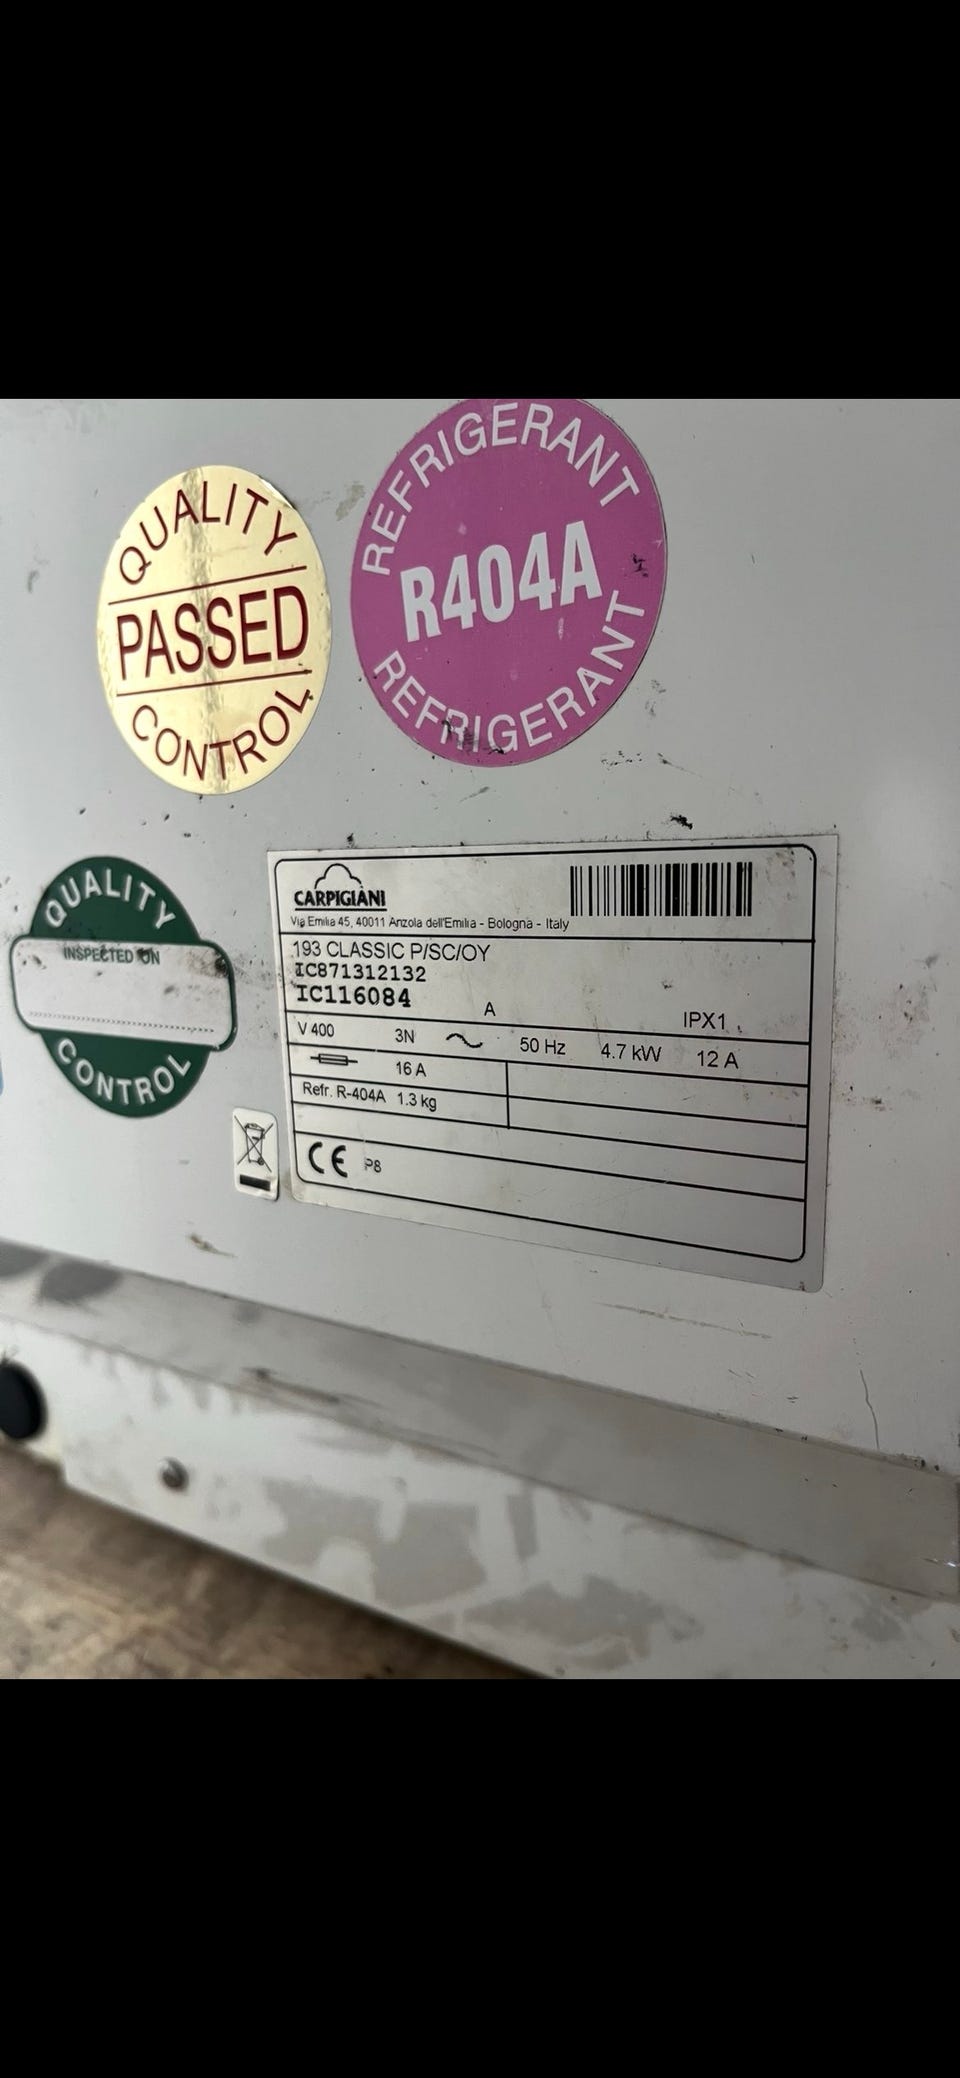 QUALITY
PASSED
CONTROL
REFRIGERANT
R404A
REFRIGERANT
QUALITY
INSPECTED ON
CONTROL
CARPIGIANI
Via Emilia 45, 40011 Anzola dell'Emilia - Bologna - Italy
193 CLASSIC P/SC/OY
IC871312132
IC116084 A IPX1
V 400 3N 50 Hz 4.7 kW 12 A
16 A
Refr. R-404A 1.3 kg
CE P8